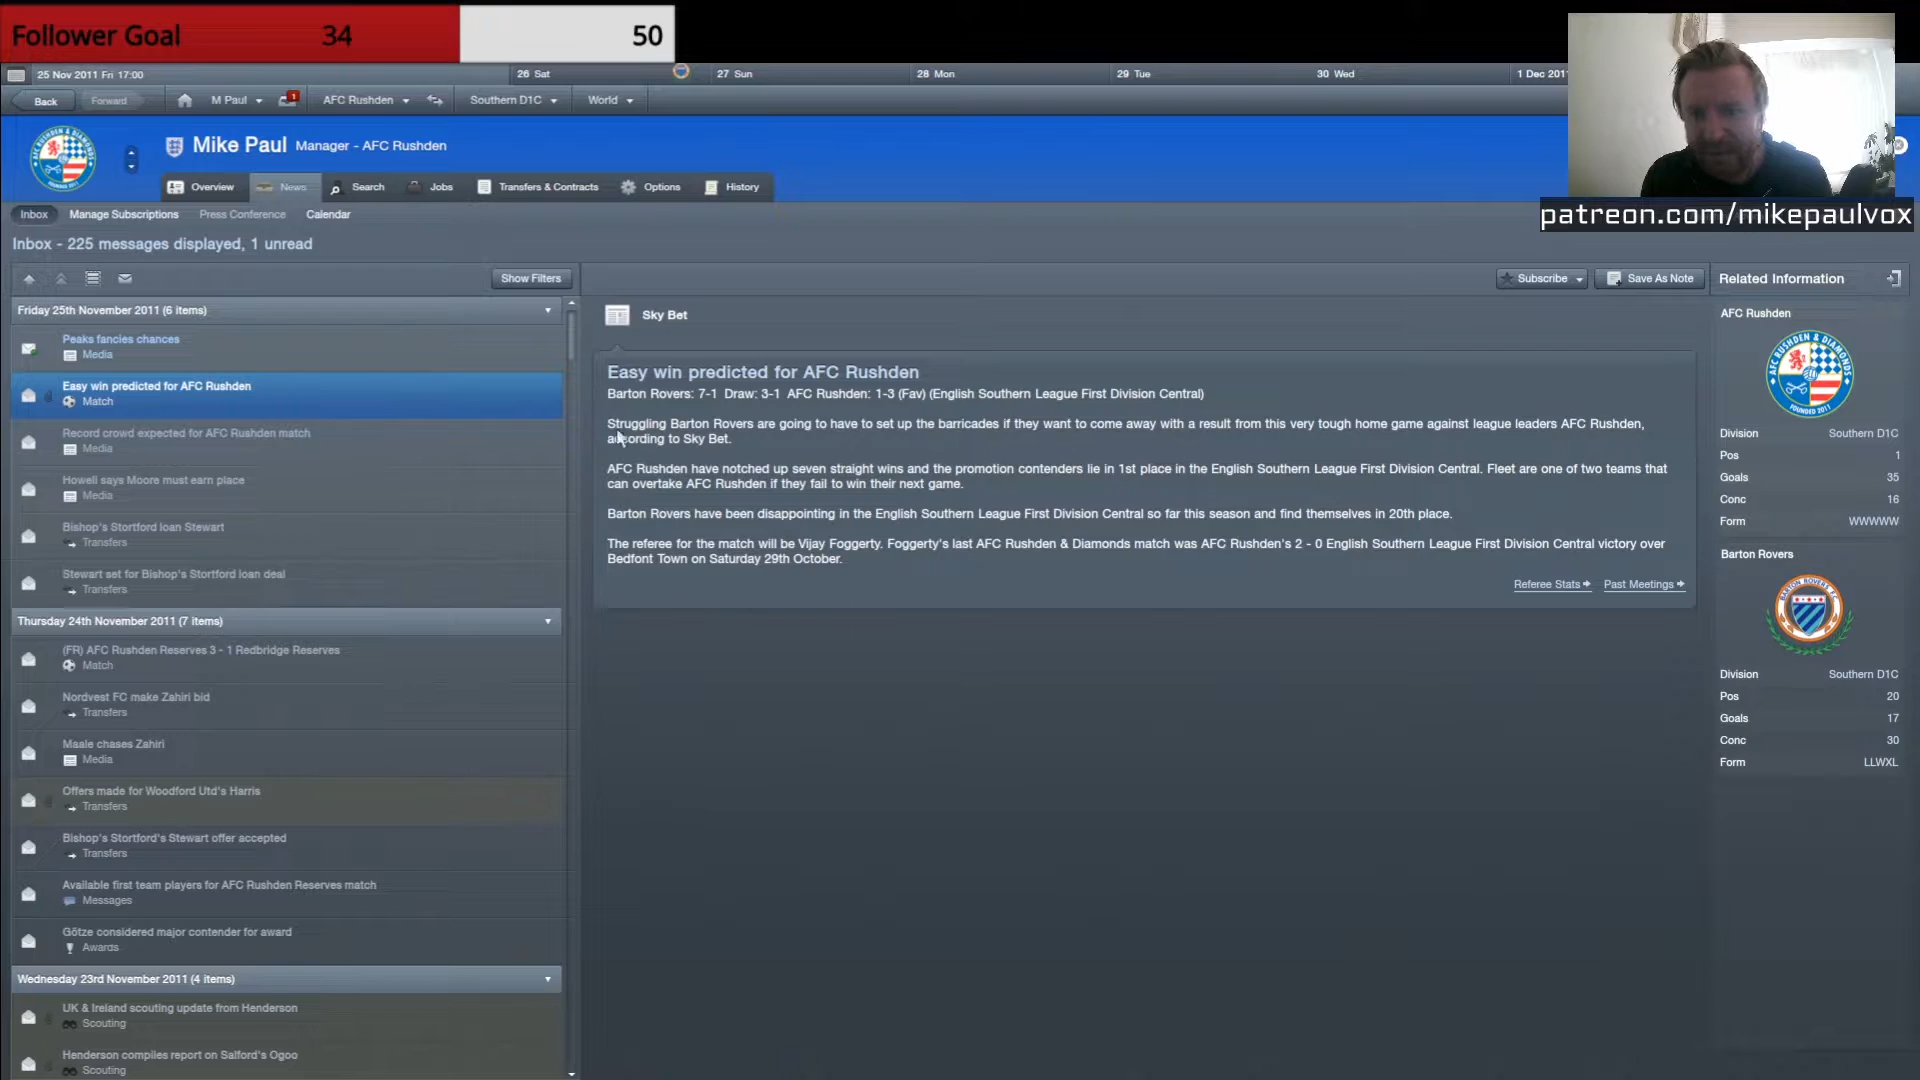 Follower Goal 34 50
25 Nov 2011 Fri 17:00 26 Sat 27 Sun 28 Mon 29 Tue 30 Wed 1 Dec 201
Back Forward M Paul 1 AFC Rushden Southern D1C World
Mike Paul Manager - AFC Rushden
Overview News Search Jobs Transfers & Contracts Options History
patreon.com/mikepaulvox
Inbox Manage Subscriptions Press Conference Calendar
Inbox - 225 messages displayed, 1 unread
Show Filters
Subscribe Save As Note
Related Information
Friday 25th November 2011 (6 items)
Peaks fancies chances
Media
Easy win predicted for AFC Rushden
Match
Record crowd expected for AFC Rushden match
Media
Howell says Moore must earn place
Media
Bishop's Stortford loan Stewart
Transfers
Stewart set for Bishop's Stortford loan deal
Transfers
Thursday 24th November 2011 (7 items)
(FR) AFC Rushden Reserves 3 - 1 Redbridge Reserves
Match
Nordvest FC make Zahiri bid
Transfers
Maale chases Zahiri
Media
Offers made for Woodford Utd's Harris
Transfers
Bishop's Stortford's Stewart offer accepted
Transfers
Available first team players for AFC Rushden Reserves match
Messages
Götze considered major contender for award
Awards
Wednesday 23rd November 2011 (4 items)
UK & Ireland scouting update from Henderson
Scouting
Henderson compiles report on Salford's Ogoo
Scouting
Sky Bet
Easy win predicted for AFC Rushden
Barton Rovers: 7-1 Draw: 3-1 AFC Rushden: 1-3 (Fav) (English Southern League First Division Central)
Struggling Barton Rovers are going to have to set up the barricades if they want to come away with a result from this very tough home game against league leaders AFC Rushden,
according to Sky Bet.
AFC Rushden have notched up seven straight wins and the promotion contenders lie in 1st place in the English Southern League First Division Central. Fleet are one of two teams that
can overtake AFC Rushden if they fail to win their next game.
Barton Rovers have been disappointing in the English Southern League First Division Central so far this season and find themselves in 20th place.
The referee for the match will be Vijay Foggerty. Foggerty's last AFC Rushden & Diamonds match was AFC Rushden's 2 - 0 English Southern League First Division Central victory over
Bedfont Town on Saturday 29th October.
Referee Stats Past Meetings
AFC Rushden
AFC RUSHDEN & DIAMONDS
FOUNDED 2011
Division Southern D1C
Pos 1
Goals 35
Conc 16
Form WWWWW
Barton Rovers
BARTON ROVERS F.C.
Division Southern D1C
Pos 20
Goals 17
Conc 30
Form LLWXL